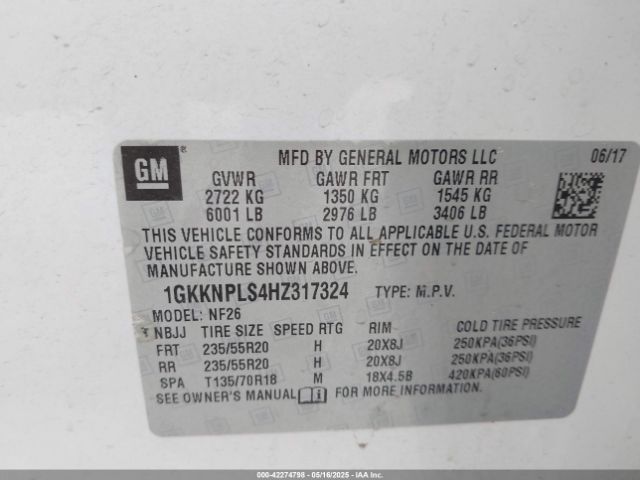 GM ®
MFD BY GENERAL MOTORS LLC 06/17
GVWR GAWR FRT GAWR RR
2722 KG 1350 KG 1545 KG
6001 LB 2976 LB 3406 LB
THIS VEHICLE CONFORMS TO ALL APPLICABLE U.S. FEDERAL MOTOR
VEHICLE SAFETY STANDARDS IN EFFECT ON THE DATE OF
MANUFACTURE SHOWN ABOVE.
1GKKNPLS4HZ317324 TYPE: M.P.V.
MODEL: NF26
NBJJ TIRE SIZE SPEED RTG RIM COLD TIRE PRESSURE
FRT 235/55R20 H 20X8J 250KPA(36PSI)
RR 235/55R20 H 20X8J 250KPA(36PSI)
SPA T135/70R18 M 18X4.5B 420KPA(60PSI)
SEE OWNER'S MANUAL FOR MORE INFORMATION.
000-42274798 - 05/16/2025 - IAA Inc.